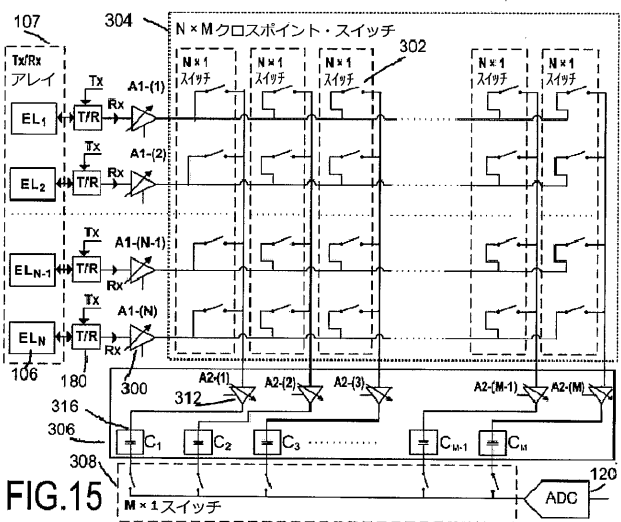 107
304
N×Mクロスポイント・スイッチ
Tx/Rx
アレイ
Tx
A1-(1)
N×1
スイッチ
N×1
スイッチ
N×1
スイッチ
302
N×1
スイッチ
N×1
スイッチ
EL1
T/R
Rx
Tx
A1-(2)
EL2
T/R
Rx
Tx
A1-(N-1)
ELN-1
T/R
Rx
Tx
A1-(N)
ELN
T/R
Rx
106
180
300
A2-(1)
A2-(2)
A2-(3)
A2-(M-1)
A2-(M)
312
316
306
C1
C2
C3
CM-1
CM
308
120
FIG.15
M×1スイッチ
ADC